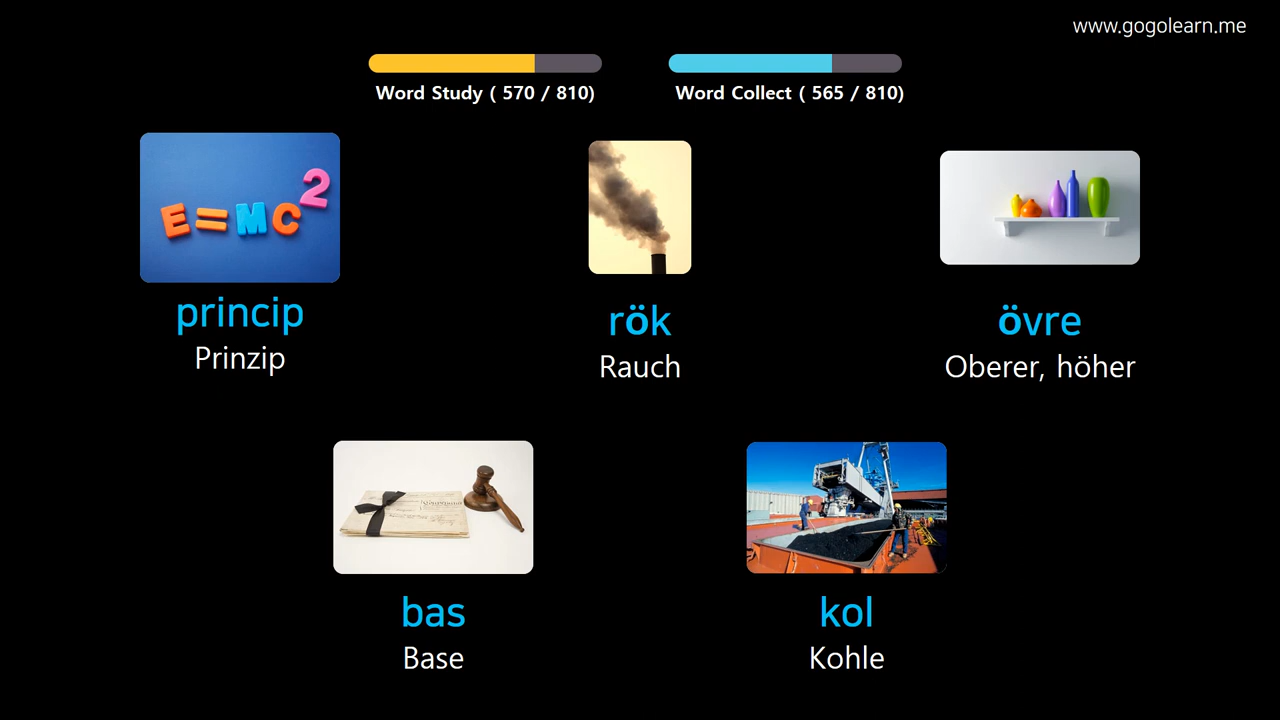 www.gogolearn.me
Word Study ( 570 / 810)
Word Collect ( 565 / 810)
E=MC2
princip
Prinzip
rök
Rauch
övre
Oberer, höher
bas
Base
kol
Kohle